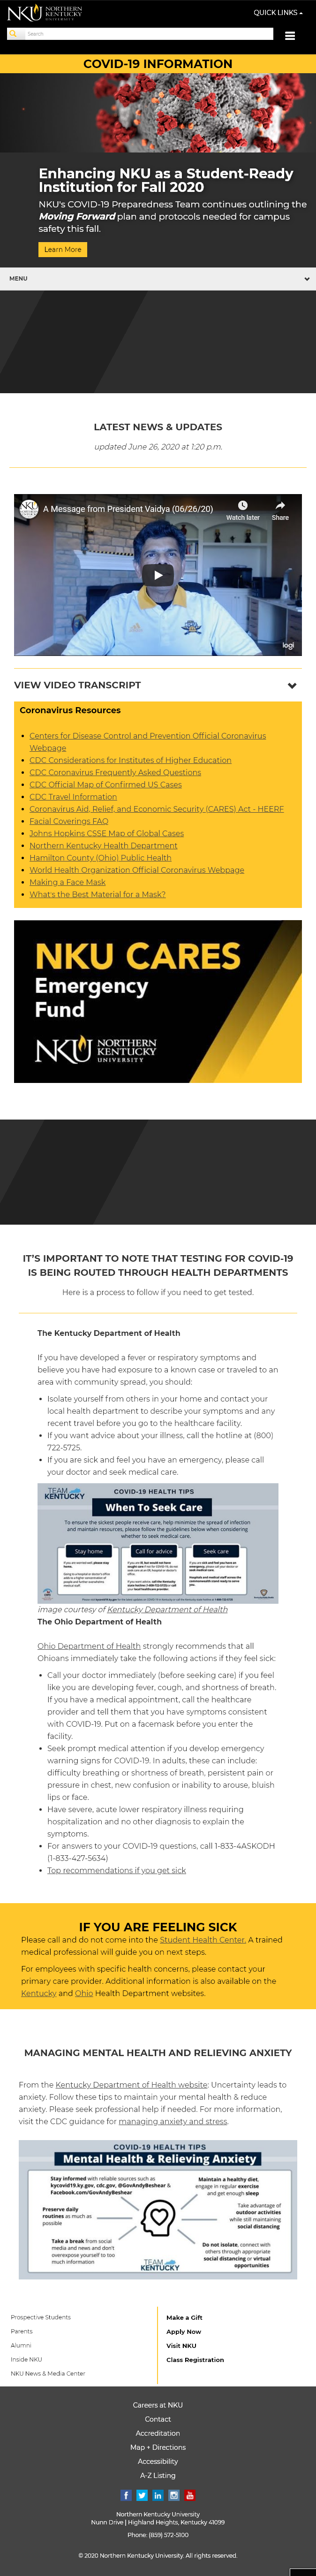 NKU NORTHERN
KENTUCKY
UNIVERSITY
QUICK LINKS
Search
COVID-19 INFORMATION
Enhancing NKU as a Student-Ready
Institution for Fall 2020
NKU's COVID-19 Preparedness Team continues outlining the
Moving Forward plan and protocols needed for campus
safety this fall.
Learn More
MENU
LATEST NEWS & UPDATES
updated June 26, 2020 at 1:20 p.m.
A Message from President Vaidya (06/26/20)
Watch later
Share
logi
VIEW VIDEO TRANSCRIPT
Coronavirus Resources
Centers for Disease Control and Prevention Official Coronavirus
Webpage
CDC Considerations for Institutes of Higher Education
CDC Coronavirus Frequently Asked Questions
CDC Official Map of Confirmed US Cases
CDC Travel Information
Coronavirus Aid, Relief, and Economic Security (CARES) Act - HEERF
Facial Coverings FAQ
Johns Hopkins CSSE Map of Global Cases
Northern Kentucky Health Department
Hamilton County (Ohio) Public Health
World Health Organization Official Coronavirus Webpage
Making a Face Mask
What's the Best Material for a Mask?
NKU CARES
Emergency
Fund
NKU NORTHERN
KENTUCKY
UNIVERSITY
IT'S IMPORTANT TO NOTE THAT TESTING FOR COVID-19
IS BEING ROUTED THROUGH HEALTH DEPARTMENTS
Here is a process to follow if you need to get tested.
The Kentucky Department of Health
If you have developed a fever or respiratory symptoms and
believe you have had exposure to a known case or traveled to an
area with community spread, you should:
Isolate yourself from others in your home and contact your
local health department to describe your symptoms and any
recent travel before you go to the healthcare facility.
If you want advice about your illness, call the hotline at (800)
722-5725.
If you are sick and feel you have an emergency, please call
your doctor and seek medical care.
TEAM
KENTUCKY
COVID-19 HEALTH TIPS
When To Seek Care
To ensure the sickest people receive care, help minimize the spread of infection
and maintain resources, please follow the guidelines below when considering
whether to seek medical care.
Stay home
Call for advice
Seek care
image courtesy of Kentucky Department of Health
The Ohio Department of Health
Ohio Department of Health strongly recommends that all
Ohioans immediately take the following actions if they feel sick:
Call your doctor immediately (before seeking care) if you feel
like you are developing fever, cough, and shortness of breath.
If you have a medical appointment, call the healthcare
provider and tell them that you have symptoms consistent
with COVID-19. Put on a facemask before you enter the
facility.
Seek prompt medical attention if you develop emergency
warning signs for COVID-19. In adults, these can include:
difficulty breathing or shortness of breath, persistent pain or
pressure in chest, new confusion or inability to arouse, bluish
lips or face.
Have severe, acute lower respiratory illness requiring
hospitalization and no other diagnosis to explain the
symptoms.
For answers to your COVID-19 questions, call 1-833-4ASKODH
(1-833-427-5634)
Top recommendations if you get sick
IF YOU ARE FEELING SICK
Please call and do not come into the Student Health Center. A trained
medical professional will guide you on next steps.
For employees with specific health concerns, please contact your
primary care provider. Additional information is also available on the
Kentucky and Ohio Health Department websites.
MANAGING MENTAL HEALTH AND RELIEVING ANXIETY
From the Kentucky Department of Health website: Uncertainty leads to
anxiety. Follow these tips to maintain your mental health & reduce
anxiety. Please seek professional help if needed. For more information,
visit the CDC guidance for managing anxiety and stress.
COVID-19 HEALTH TIPS
Mental Health & Relieving Anxiety
Stay informed with reliable sources such as
kycovid19.ky.gov, cdc.gov, @GovAndyBeshear &
Facebook.com/GovAndyBeshear
Maintain a healthy diet,
exercise, and get enough
sleep and relaxation
Preserve daily
routines as much as
possible
Take advantage of
outdoor activities
while still maintaining
social distancing
Take a break from social
media and news and don't
let it overwhelm you
Do not isolate, connect
with others through
appropriate social
distancing or virtual
opportunities
TEAM
KENTUCKY
Prospective Students
Parents
Alumni
Inside NKU
NKU News & Media Center
Make a Gift
Apply Now
Visit NKU
Class Registration
Careers at NKU
Contact
Accreditation
Map + Directions
Accessibility
A-Z Listing
Northern Kentucky University
Nunn Drive | Highland Heights, Kentucky 41099
Phone: (859) 572-5100
© 2020 Northern Kentucky University. All rights reserved.